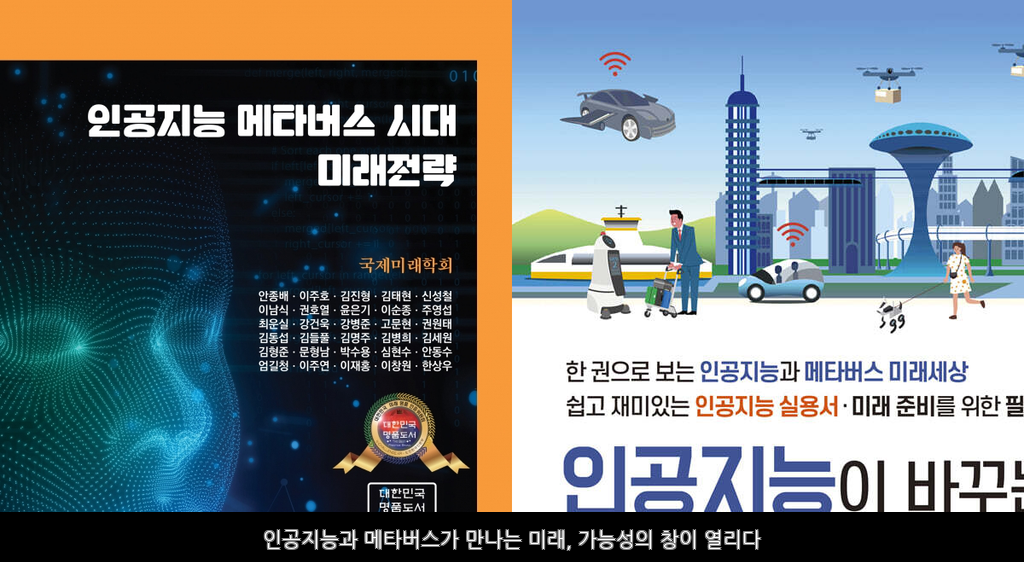 인공지능 메타버스 시대
미래전략
국제미래학회
안종배 · 이주호 · 김진형 · 김태현 · 신성철
이남식 · 권호열 · 윤은기 · 이순종 · 주영섭
최운실 · 강건욱 · 강병준 · 고문현 · 권원태
김동섭 · 김들풀 · 김명주 · 김병희 · 김세원
김형준 · 문형남 · 박수용 · 심현수 · 안동수
엄길청 · 이주연 · 이재홍 · 이창원 · 한상우
대한민국
명품도서
대한민국
명품도서
한 권으로 보는 인공지능과 메타버스 미래세상
쉽고 재미있는 인공지능 실용서 · 미래 준비를 위한 필
인공지능이 바꾸는
인공지능과 메타버스가 만나는 미래, 가능성의 창이 열리다